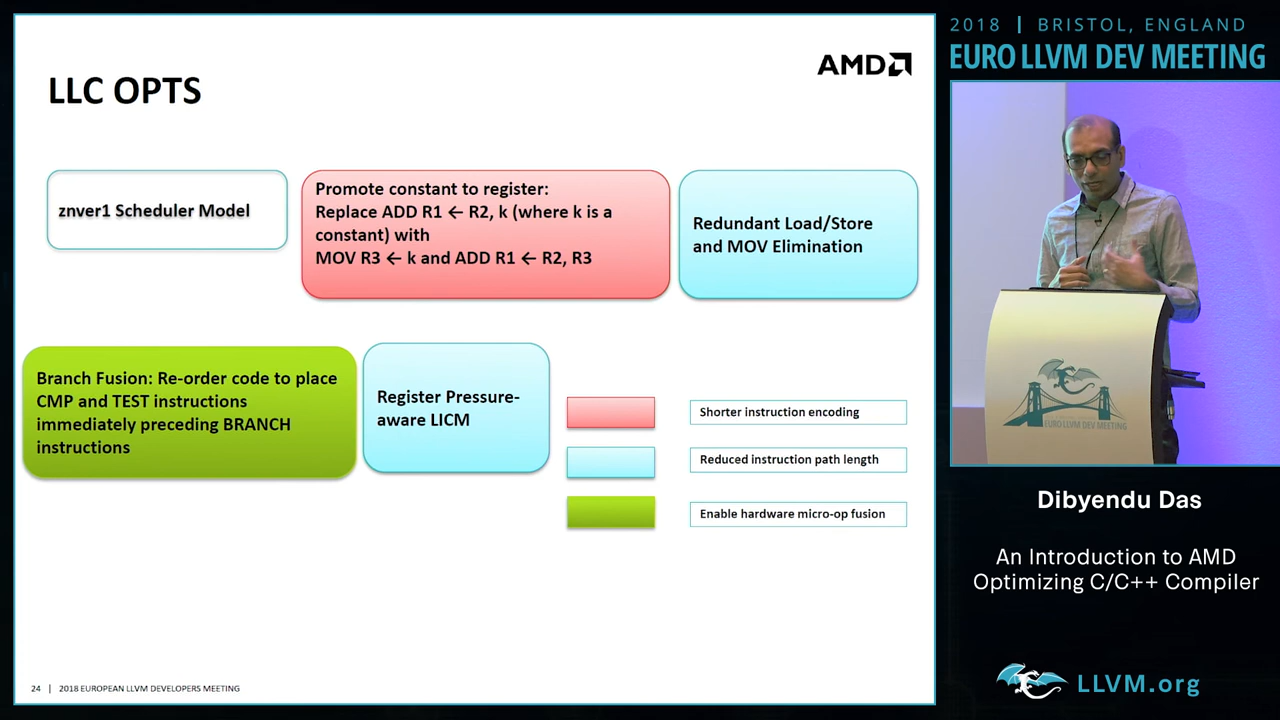 AMD
LLC OPTS
znver1 Scheduler Model
Promote constant to register:
Replace ADD R1 ← R2, k (where k is a
constant) with
MOV R3 ← k and ADD R1 ← R2, R3
Redundant Load/Store
and MOV Elimination
Branch Fusion: Re-order code to place
CMP and TEST instructions
immediately preceding BRANCH
instructions
Register Pressure-
aware LICM
Shorter instruction encoding
Reduced instruction path length
Enable hardware micro-op fusion
24 | 2018 EUROPEAN LLVM DEVELOPERS MEETING
2018 | BRISTOL, ENGLAND
EURO LLVM DEV MEETING
EURO LLVM DEV MEETING
Dibyendu Das
An Introduction to AMD
Optimizing C/C++ Compiler
LLVM.org